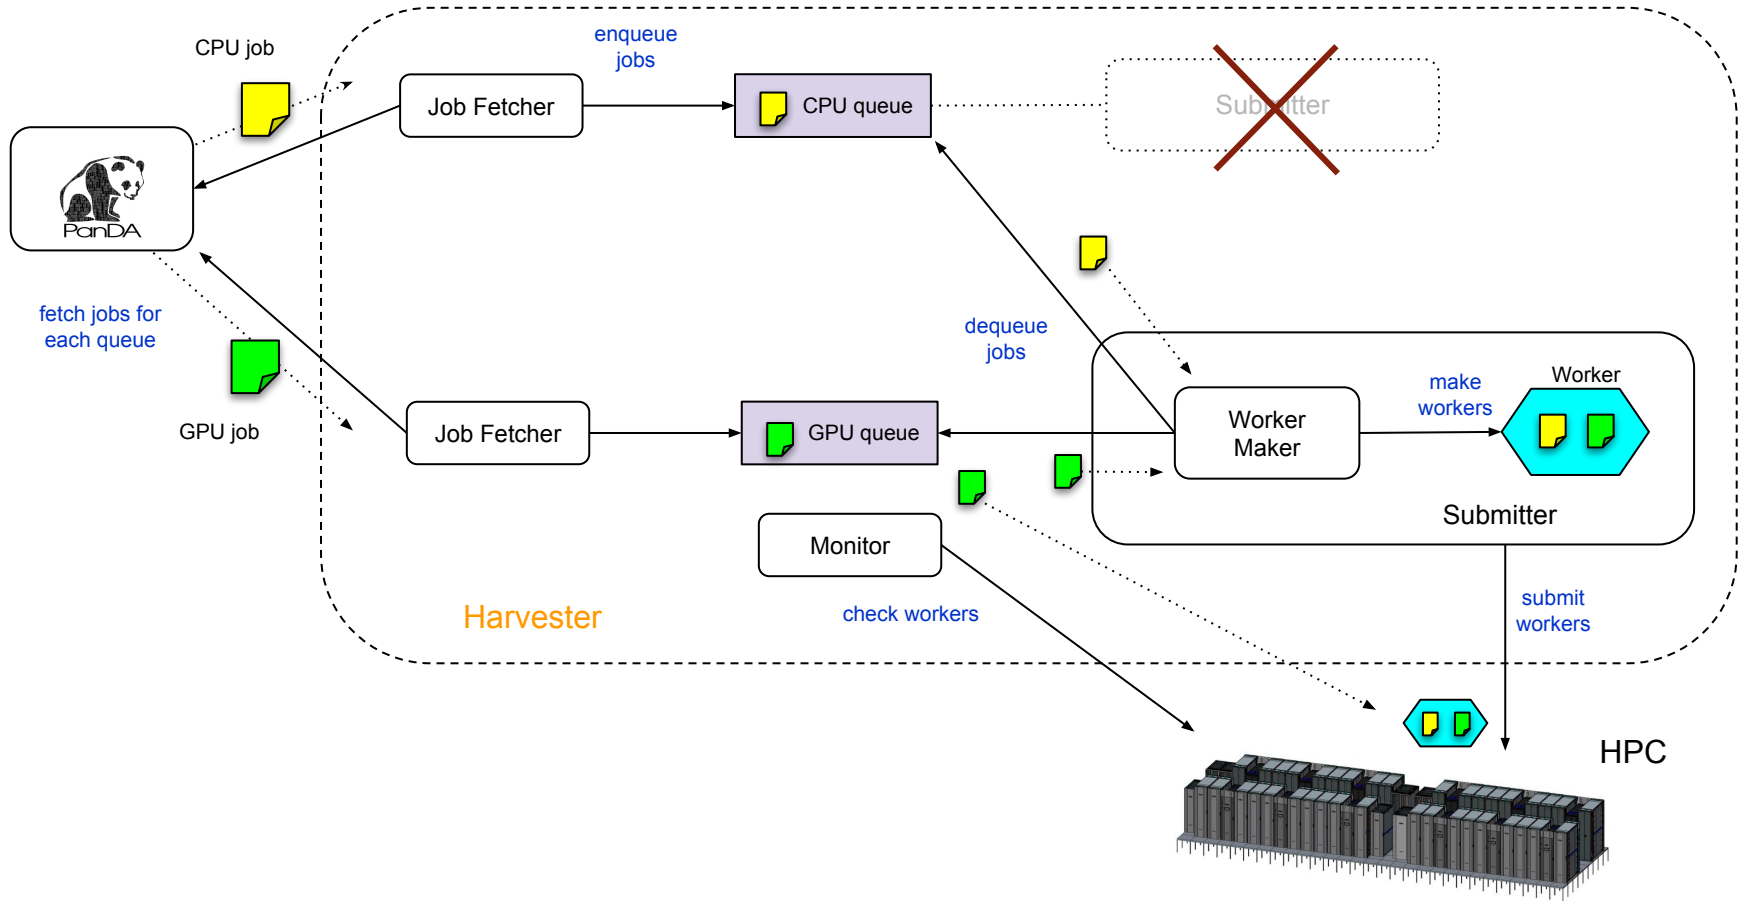 CPU job
enqueue
jobs
Job Fetcher
CPU queue
Submitter
PanDA
fetch jobs for
each queue
dequeue
jobs
GPU job
Job Fetcher
GPU queue
Worker
Maker
make
workers
Worker
Submitter
Monitor
check workers
Harvester
submit
workers
HPC